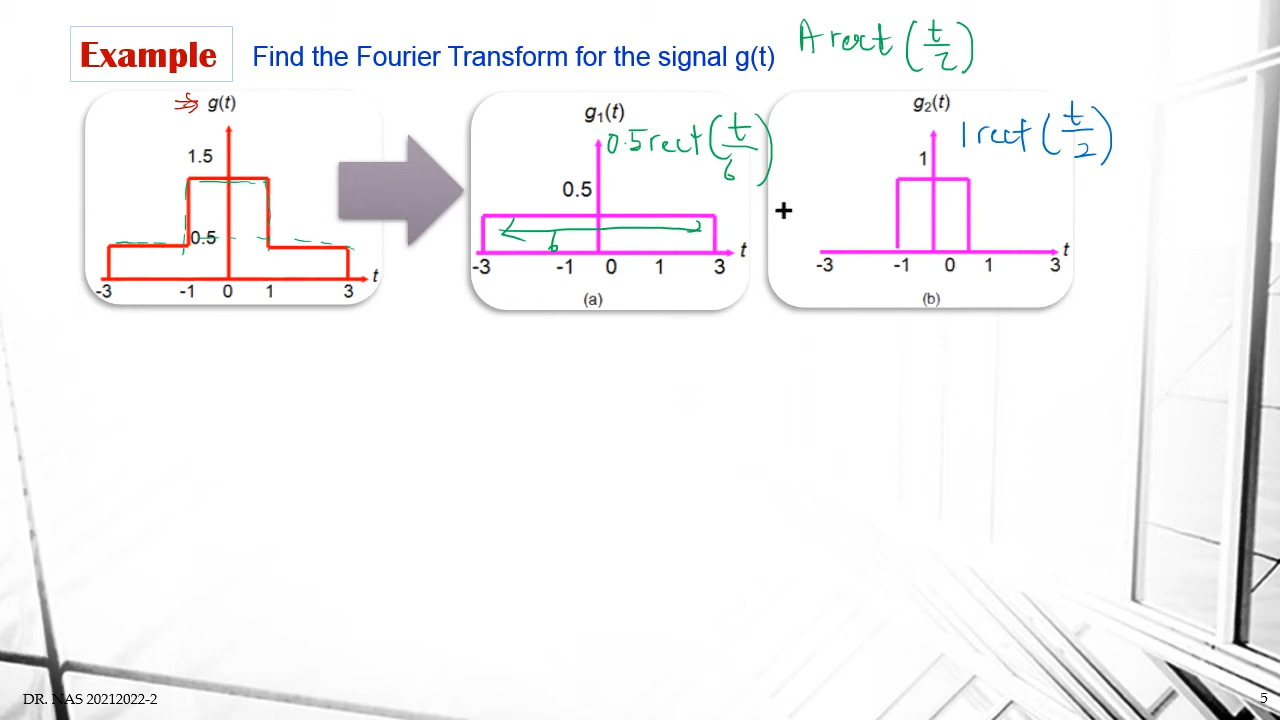 Example Find the Fourier Transform for the signal g(t) A rect (t/2)
g(t)
1.5
0.5
-3 -1 0 1 3 t
g₁(t)
0.5 rect (t/6)
0.5
6
-3 -1 0 1 3 t
(a)
+
g₂(t)
1 rect (t/2)
1
-3 -1 0 1 3 t
(b)
DR. NAS 20212022-2 5